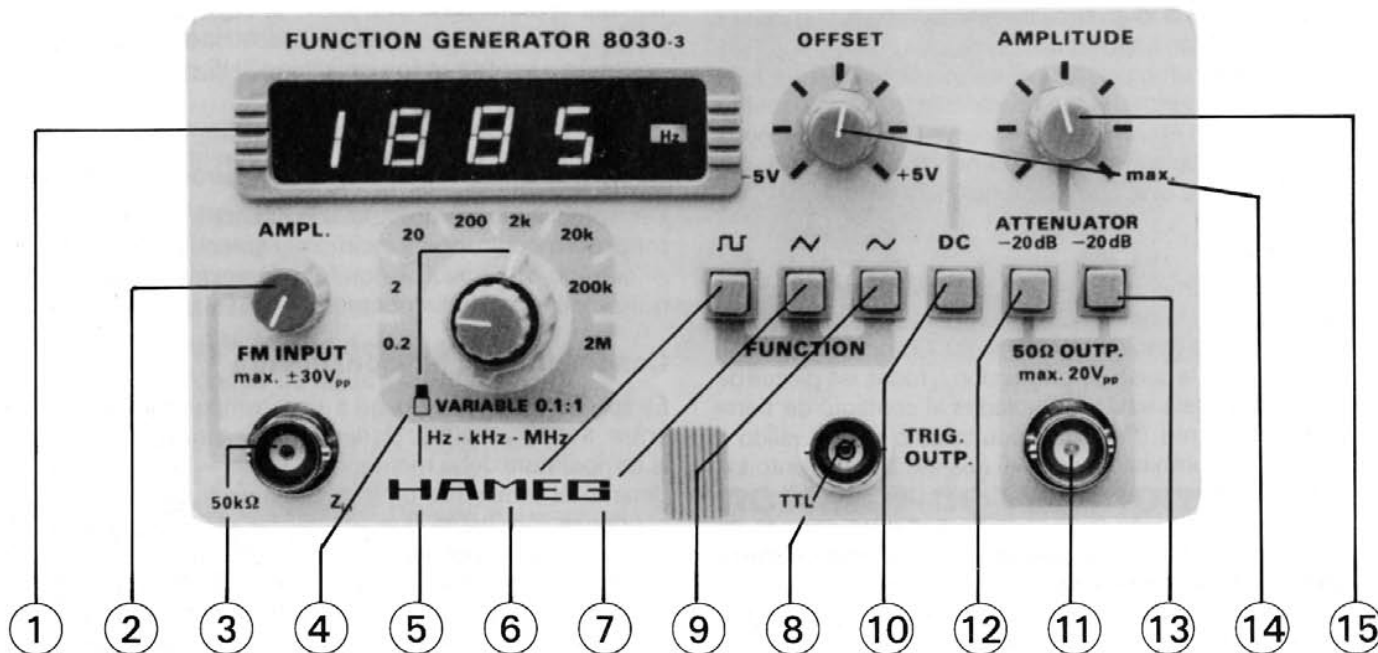 FUNCTION GENERATOR 8030-3
OFFSET
AMPLITUDE
1885 Hz
-5V
+5V
max.
AMPL.
20
200
2k
20k
2
200k
0.2
2M
DC
ATTENUATOR
-20dB -20dB
FUNCTION
FM INPUT
max. ±30Vpp
VARIABLE 0.1:1
Hz - kHz - MHz
50Ω OUTP.
max. 20Vpp
TRIG.
OUTP.
TTL
50kΩ
HAMEG
1 2 3 4 5 6 7 9 8 10 12 11 13 14 15